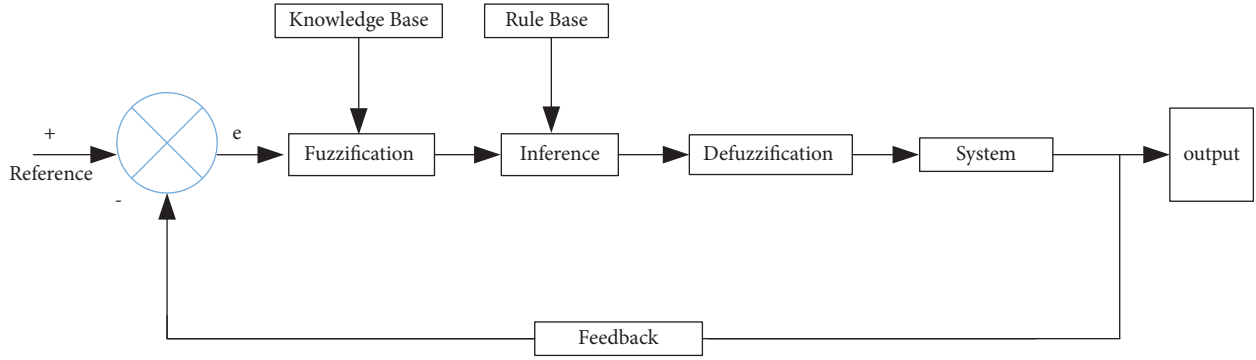 Knowledge Base
Rule Base
+
Reference
-
e
Fuzzification
Inference
Defuzzification
System
output
Feedback